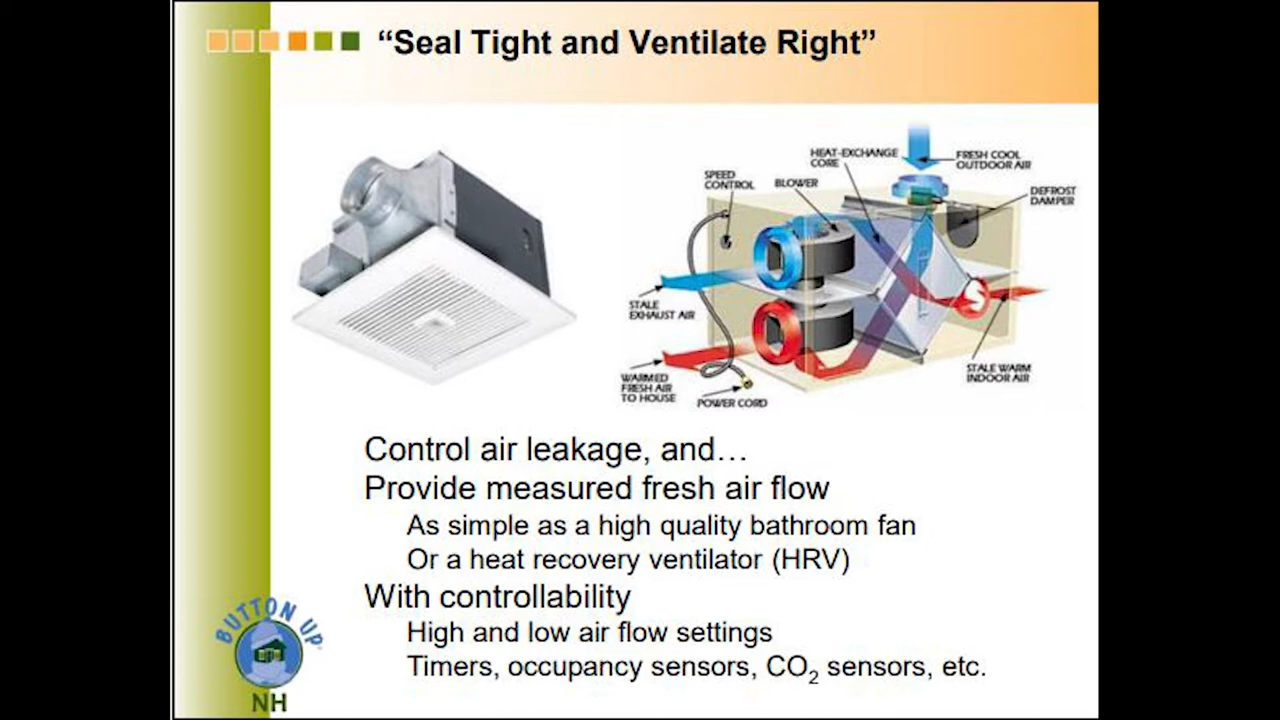 “Seal Tight and Ventilate Right”
HEAT-EXCHANGE
CORE
FRESH COOL
OUTDOOR AIR
SPEED
CONTROL
BLOWER
DEFROST
DAMPER
STALE
EXHAUST AIR
WARMED
FRESH AIR
TO HOUSE
POWER CORD
STALE WARM
INDOOR AIR
Control air leakage, and…
Provide measured fresh air flow
As simple as a high quality bathroom fan
Or a heat recovery ventilator (HRV)
With controllability
High and low air flow settings
Timers, occupancy sensors, CO₂ sensors, etc.
BUTTON UP
NH